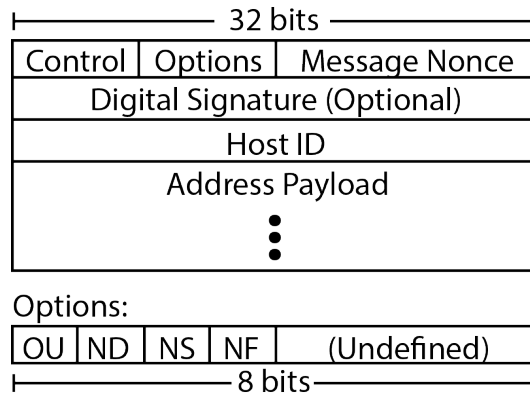 32 bits
Control Options Message Nonce
Digital Signature (Optional)
Host ID
Address Payload
Options:
OU ND NS NF (Undefined)
8 bits